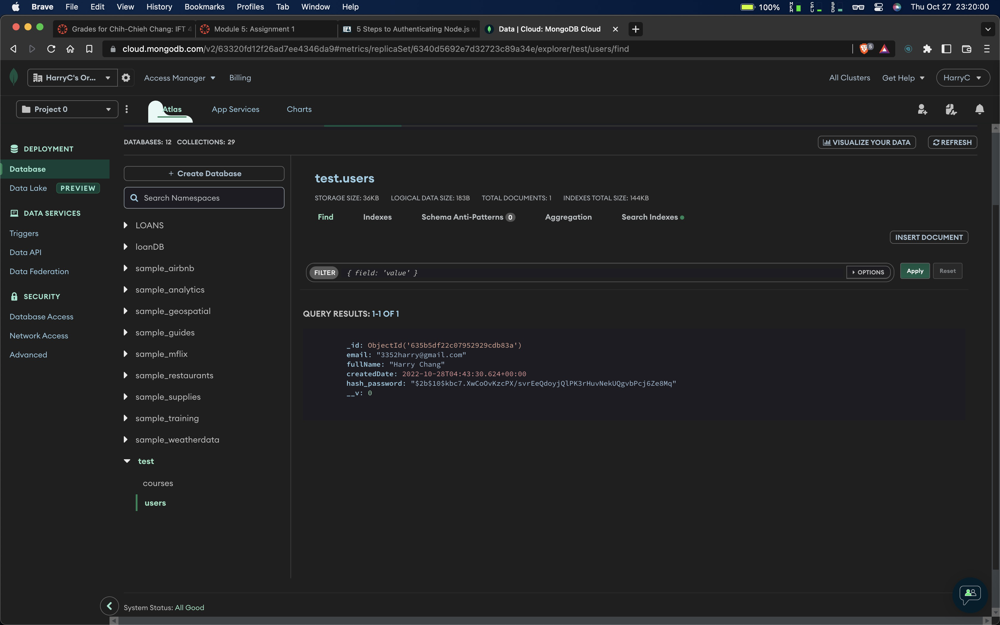 Brave File Edit View History Bookmarks Profiles Tab Window Help 100% MEM CPU SSD Thu Oct 27 23:20:00
Grades for Chih-Chieh Chang: IFT 4 Module 5: Assignment 1 5 Steps to Authenticating Node.js w Data | Cloud: MongoDB Cloud
cloud.mongodb.com/v2/63320fd12f26ad7ee4346da9#metrics/replicaSet/6340d5692e7d32723c89a34e/explorer/test/users/find 5
HarryC's Or... Access Manager Billing All Clusters Get Help HarryC
Project 0 Atlas App Services Charts
DEPLOYMENT
Database
Data Lake PREVIEW
DATA SERVICES
Triggers
Data API
Data Federation
SECURITY
Database Access
Network Access
Advanced
DATABASES: 12 COLLECTIONS: 29 VISUALIZE YOUR DATA REFRESH
+ Create Database
Search Namespaces
LOANS
loanDB
sample_airbnb
sample_analytics
sample_geospatial
sample_guides
sample_mflix
sample_restaurants
sample_supplies
sample_training
sample_weatherdata
test
courses
users
test.users
STORAGE SIZE: 36KB LOGICAL DATA SIZE: 183B TOTAL DOCUMENTS: 1 INDEXES TOTAL SIZE: 144KB
Find Indexes Schema Anti-Patterns 0 Aggregation Search Indexes
INSERT DOCUMENT
FILTER { field: 'value' } OPTIONS Apply Reset
QUERY RESULTS: 1-1 OF 1
_id: ObjectId('635b5df22c07952929cdb83a')
email: "3352harry@gmail.com"
fullName: "Harry Chang"
createdDate: 2022-10-28T04:43:30.624+00:00
hash_password: "$2b$10$kbc7.XwCoOvKzcPX/svrEeQdoyjQlPK3rHuvNekUQgvbPcj6Ze8Mq"
__v: 0
System Status: All Good